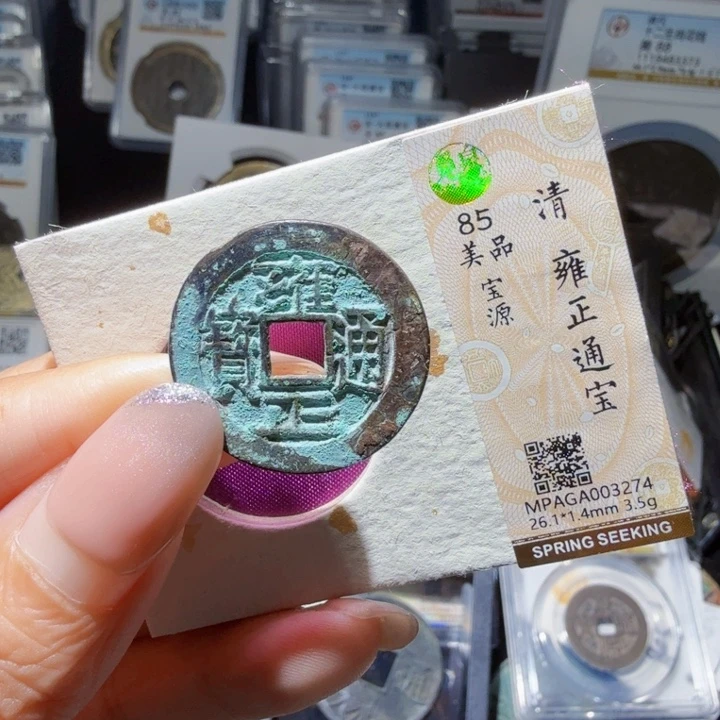 雍正通寶
清 雍正通宝
85
美品 宝源
MPAGA003274
26.1*1.4mm 3.5g
SPRING SEEKING